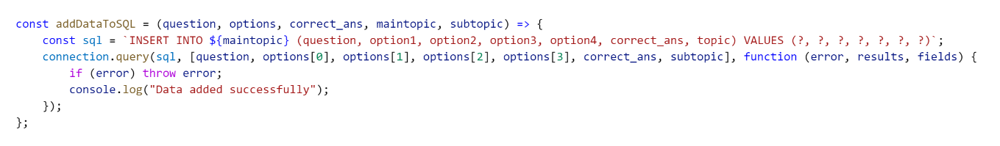 const addDataToSQL = (question, options, correct_ans, maintopic, subtopic) => {
    const sql = `INSERT INTO ${maintopic} (question, option1, option2, option3, option4, correct_ans, topic) VALUES (?, ?, ?, ?, ?, ?, ?)`;
    connection.query(sql, [question, options[0], options[1], options[2], options[3], correct_ans, subtopic], function (error, results, fields) {
        if (error) throw error;
        console.log("Data added successfully");
    });
};